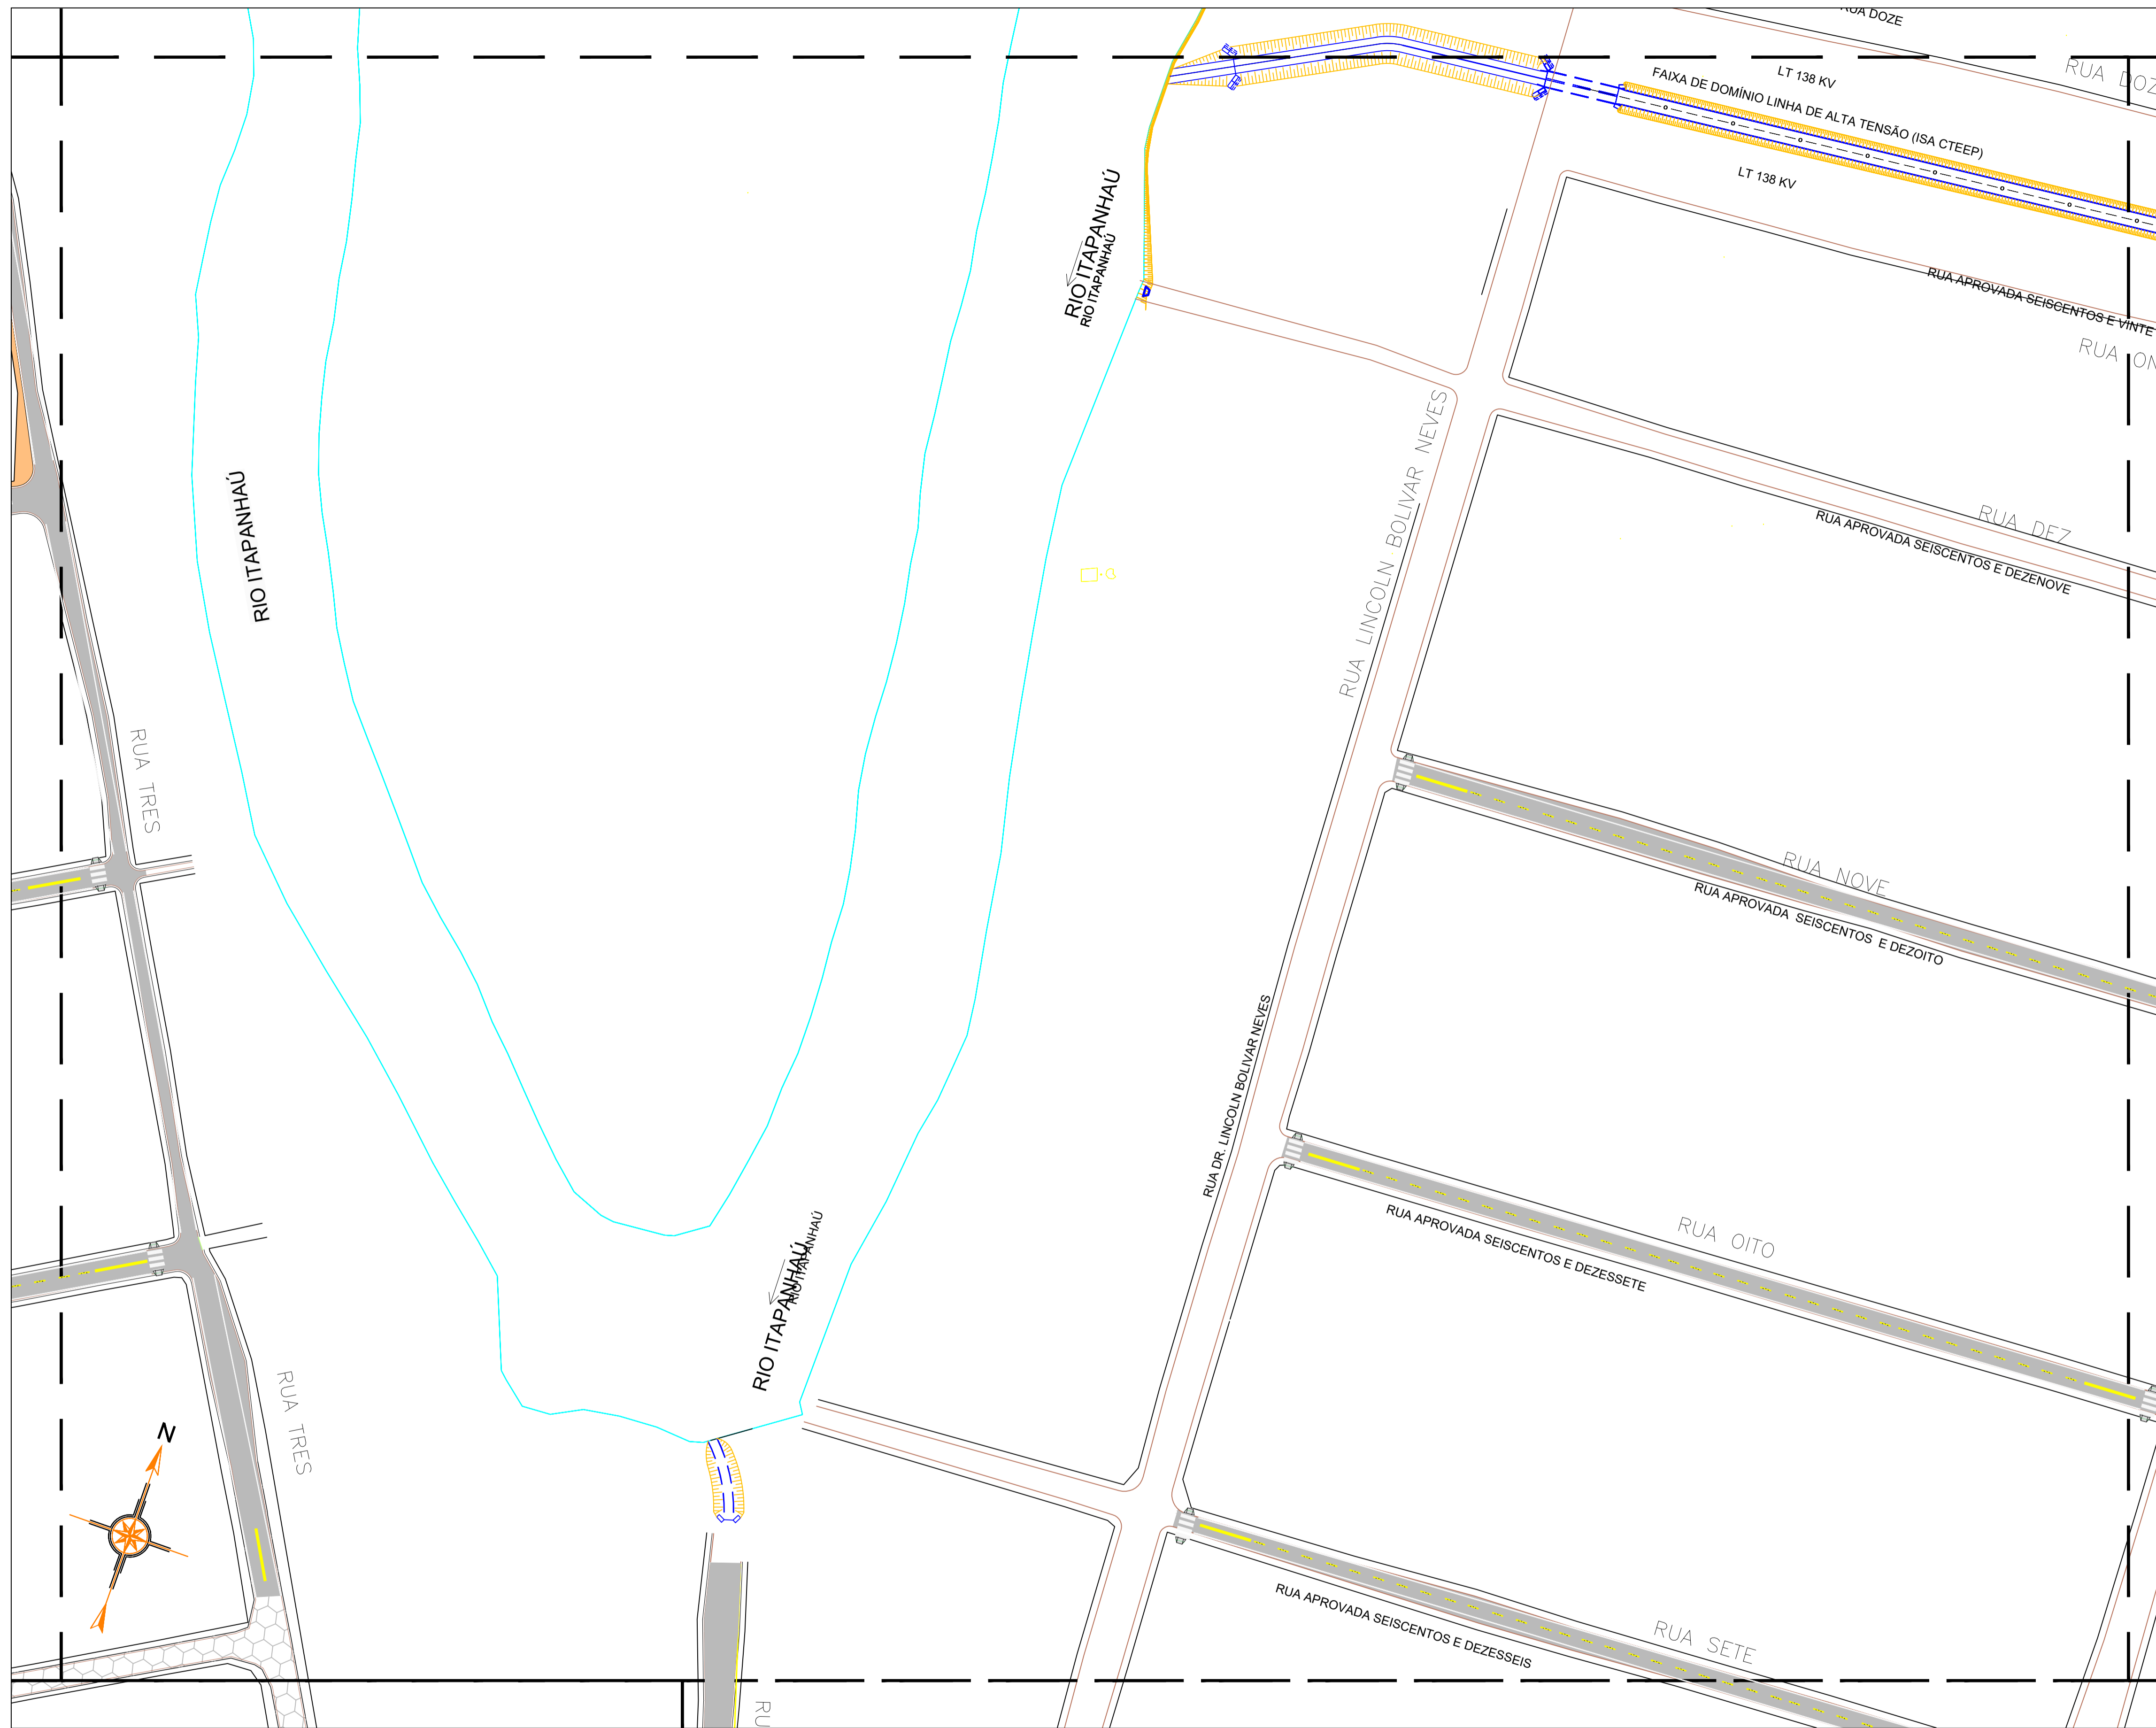 RUA DOZE
RUA DOZ
LT 138 KV
FAIXA DE DOMÍNIO LINHA DE ALTA TENSÃO (ISA CTEEP)
LT 138 KV
RIO ITAPANHAÚ
RIO ITAPANHAÚ
RUA APROVADA SEISCENTOS E VINTE
RUA ON
RUA LINCOLN BOLIVAR NEVES
RIO ITAPANHAÚ
RUA DEZ
RUA APROVADA SEISCENTOS E DEZENOVE
RUA TRES
RUA NOVE
RUA APROVADA SEISCENTOS E DEZOITO
RUA DR. LINCOLN BOLIVAR NEVES
RUA OITO
RUA APROVADA SEISCENTOS E DEZESSETE
RIO ITAPANHAÚ
RIO ITAPANHAÚ
RUA TRES
N
RUA SETE
RUA APROVADA SEISCENTOS E DEZESSEIS
RU